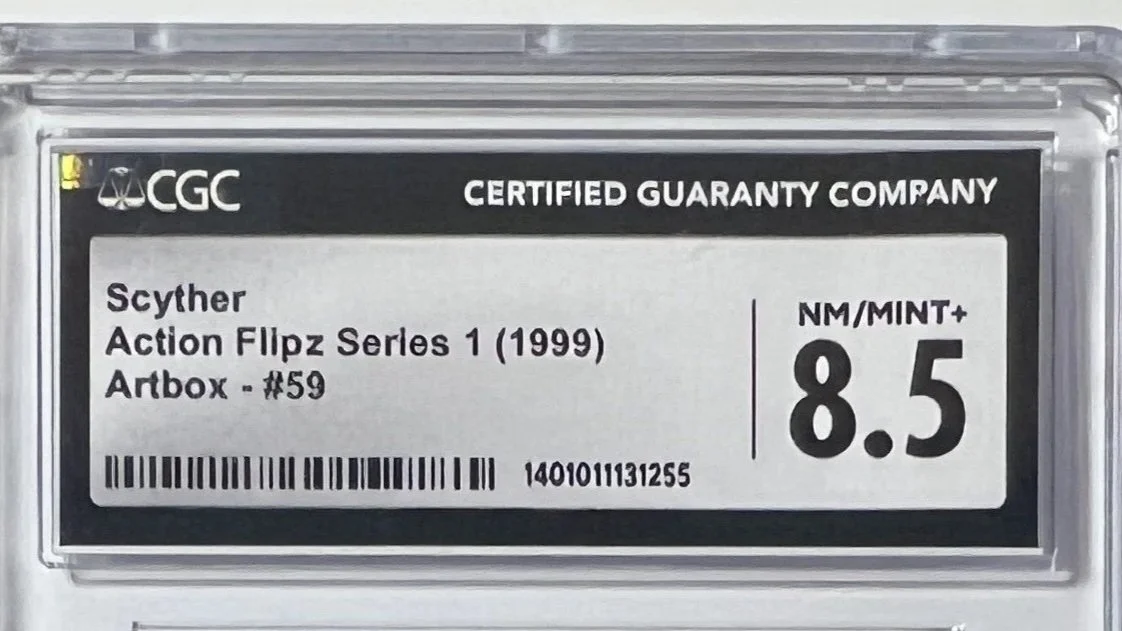 CGC
CERTIFIED GUARANTY COMPANY
Scyther
Action Flipz Series 1 (1999)
Artbox - #59
1401011131255
NM/MINT+
8.5